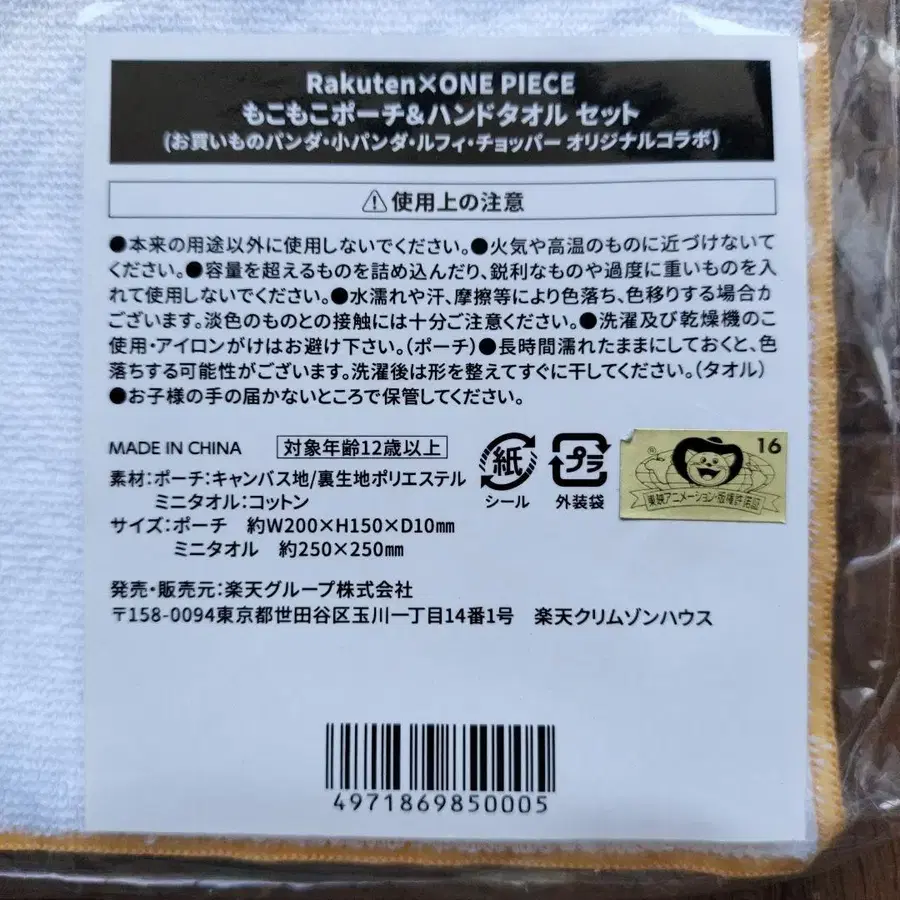 Rakuten×ONE PIECE
もこもこポーチ&ハンドタオル セット
(お買いものパンダ・小パンダ・ルフィ・チョッパー オリジナルコラボ)
⚠使用上の注意
●本来の用途以外に使用しないでください。●火気や高温のものに近づけないて
ください。●容量を超えるものを詰め込んだり、鋭利なものや過度に重いものを入
れて使用しないでください。●水濡れや汗、摩擦等により色落ち、色移りする場合か
ございます。淡色のものとの接触には十分ご注意ください。●洗濯及び乾燥機のこ
使用・アイロンがけはお避け下さい。(ポーチ)●長時間濡れたままにしておくと、色
落ちする可能性がございます。洗濯後は形を整えてすぐに干してください。(タオル)
●お子様の手の届かないところで保管してください。
MADE IN CHINA 対象年齢12歳以上
紙 シール
プラ 外装袋
16
東映アニメーション・版権許諾証
素材:ポーチ:キャンバス地/裏生地ポリエステル
ミニタオル:コットン
サイズ:ポーチ 約W200×H150×D10㎜
ミニタオル 約250×250㎜
発売・販売元:楽天グループ株式会社
〒158-0094東京都世田谷区玉川一丁目14番1号 楽天クリムゾンハウス
4971869850005